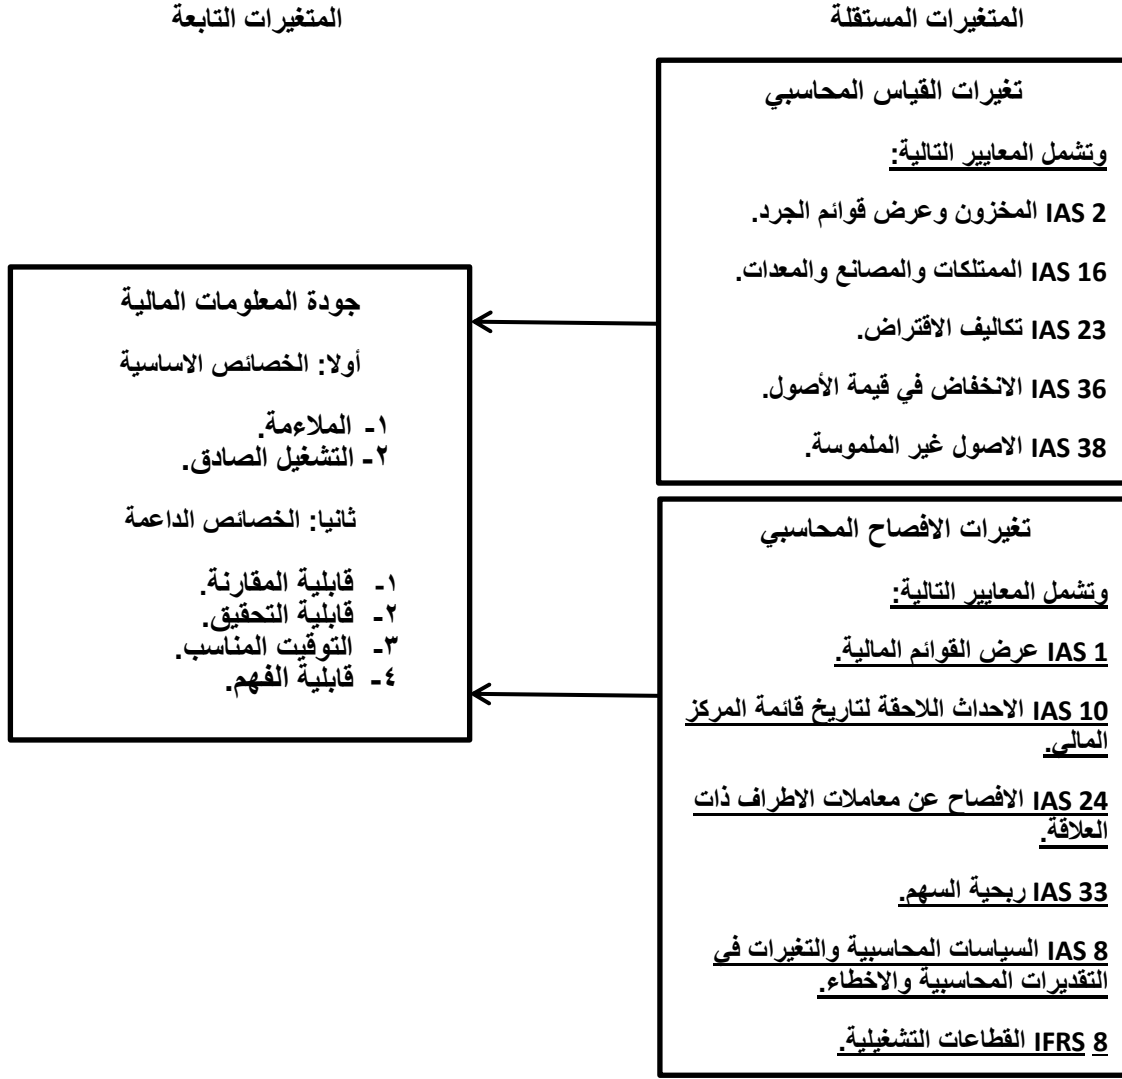 المتغيرات المستقلة
المتغيرات التابعة
تغيرات القياس المحاسبي
وتشمل المعايير التالية:
IAS 2 المخزون وعرض قوائم الجرد.
IAS 16 الممتلكات والمصانع والمعدات.
IAS 23 تكاليف الاقتراض.
IAS 36 الانخفاض في قيمة الأصول.
IAS 38 الاصول غير الملموسة.
تغيرات الافصاح المحاسبي
وتشمل المعايير التالية:
IAS 1 عرض القوائم المالية.
IAS 10 الاحداث اللاحقة لتاريخ قائمة المركز
المالي.
IAS 24 الافصاح عن معاملات الاطراف ذات
العلاقة.
IAS 33 ربحية السهم.
IAS 8 السياسات المحاسبية والتغيرات في
التقديرات المحاسبية والاخطاء.
IFRS 8 القطاعات التشغيلية.
جودة المعلومات المالية
أولا: الخصائص الاساسية
١- الملاءمة.
٢- التشغيل الصادق.
ثانيا: الخصائص الداعمة
١- قابلية المقارنة.
٢- قابلية التحقيق.
٣- التوقيت المناسب.
٤- قابلية الفهم.